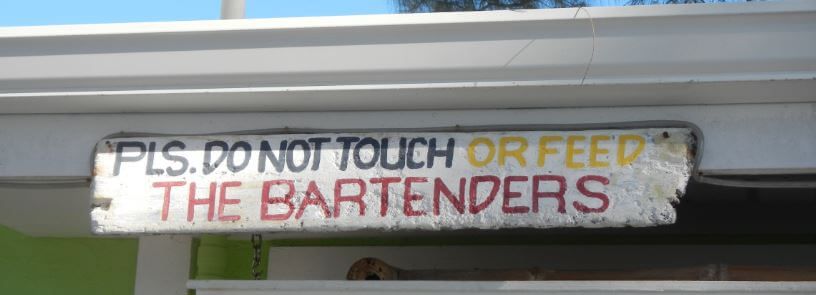 PLS. DO NOT TOUCH OR FEED
THE BARTENDERS